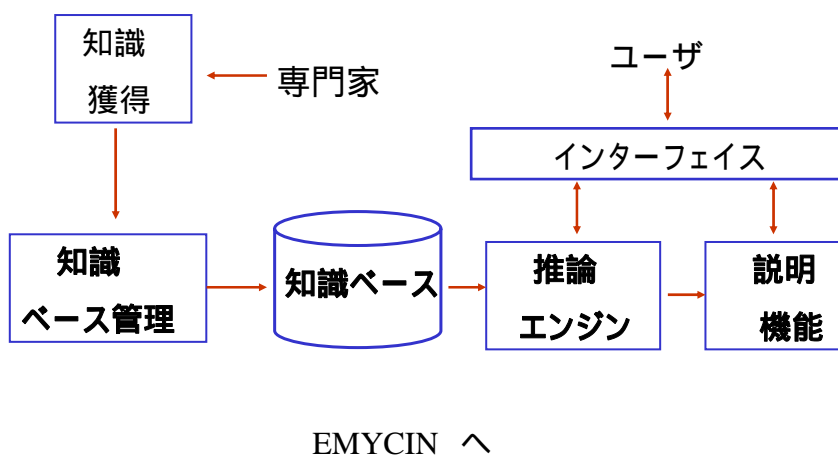 知識
獲得
専門家
ユーザ
インターフェイス
知識
ベース管理
知識ベース
推論
エンジン
説明
機能
EMYCIN へ